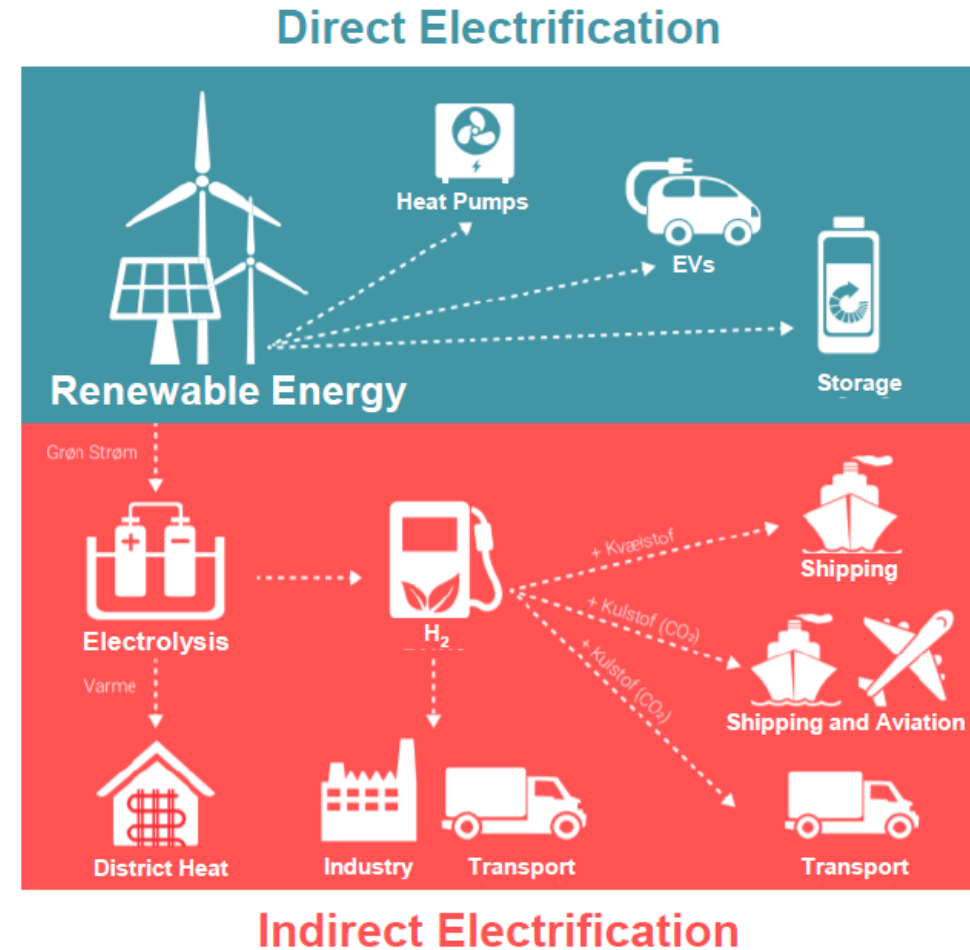 Direct Electrification
Heat Pumps
EVs
Storage
Renewable Energy
Grøn Strøm
+ −
Electrolysis
H₂
+ Kvælstof
Shipping
+ Kulstof (CO₂)
Shipping and Aviation
+ Kulstof (CO₂)
Varme
District Heat
Industry
Transport
Transport
Indirect Electrification